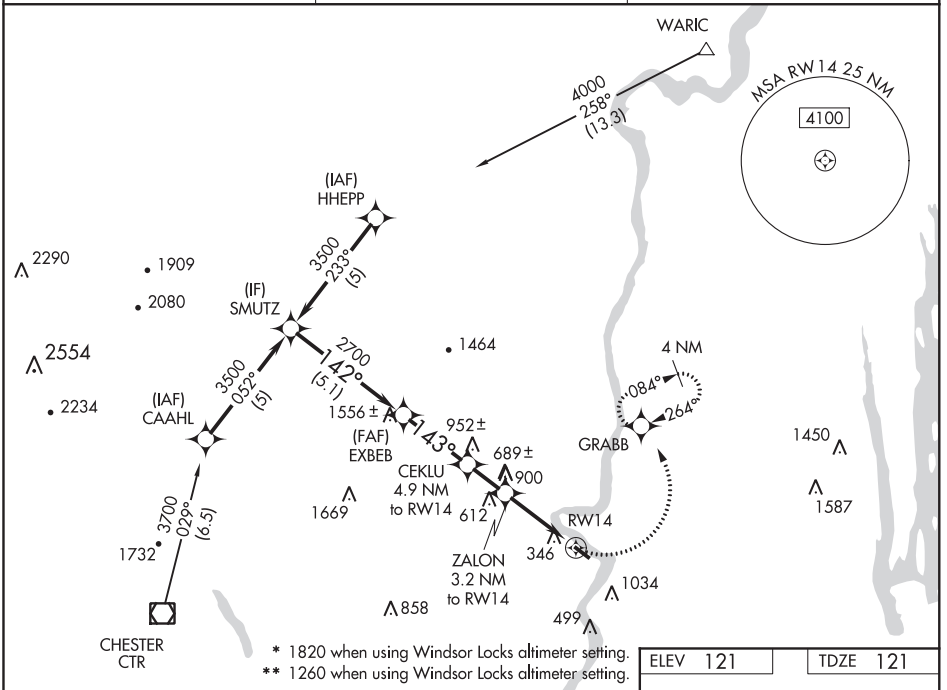 WARIC
4000
258°
(13.3)
MSA RW14 25 NM
4100
(IAF)
HHEPP
3500
233°
(5)
2290
1909
2080
(IF)
SMUTZ
2554
2234
3500
052°
(5)
(IAF)
CAAHL
2700
142°
(5.1)
1464
1556 ±
(FAF)
EXBEB
143°
952 ±
689 ±
900
CEKLU
4.9 NM
to RW14
612
4 NM
084°
264°
GRABB
1450
1587
1669
RW14
346
ZALON
3.2 NM
to RW14
3700
029°
(6.5)
1732
1034
858
499
CHESTER
CTR
* 1820 when using Windsor Locks altimeter setting.
** 1260 when using Windsor Locks altimeter setting.
ELEV 121
TDZE 121